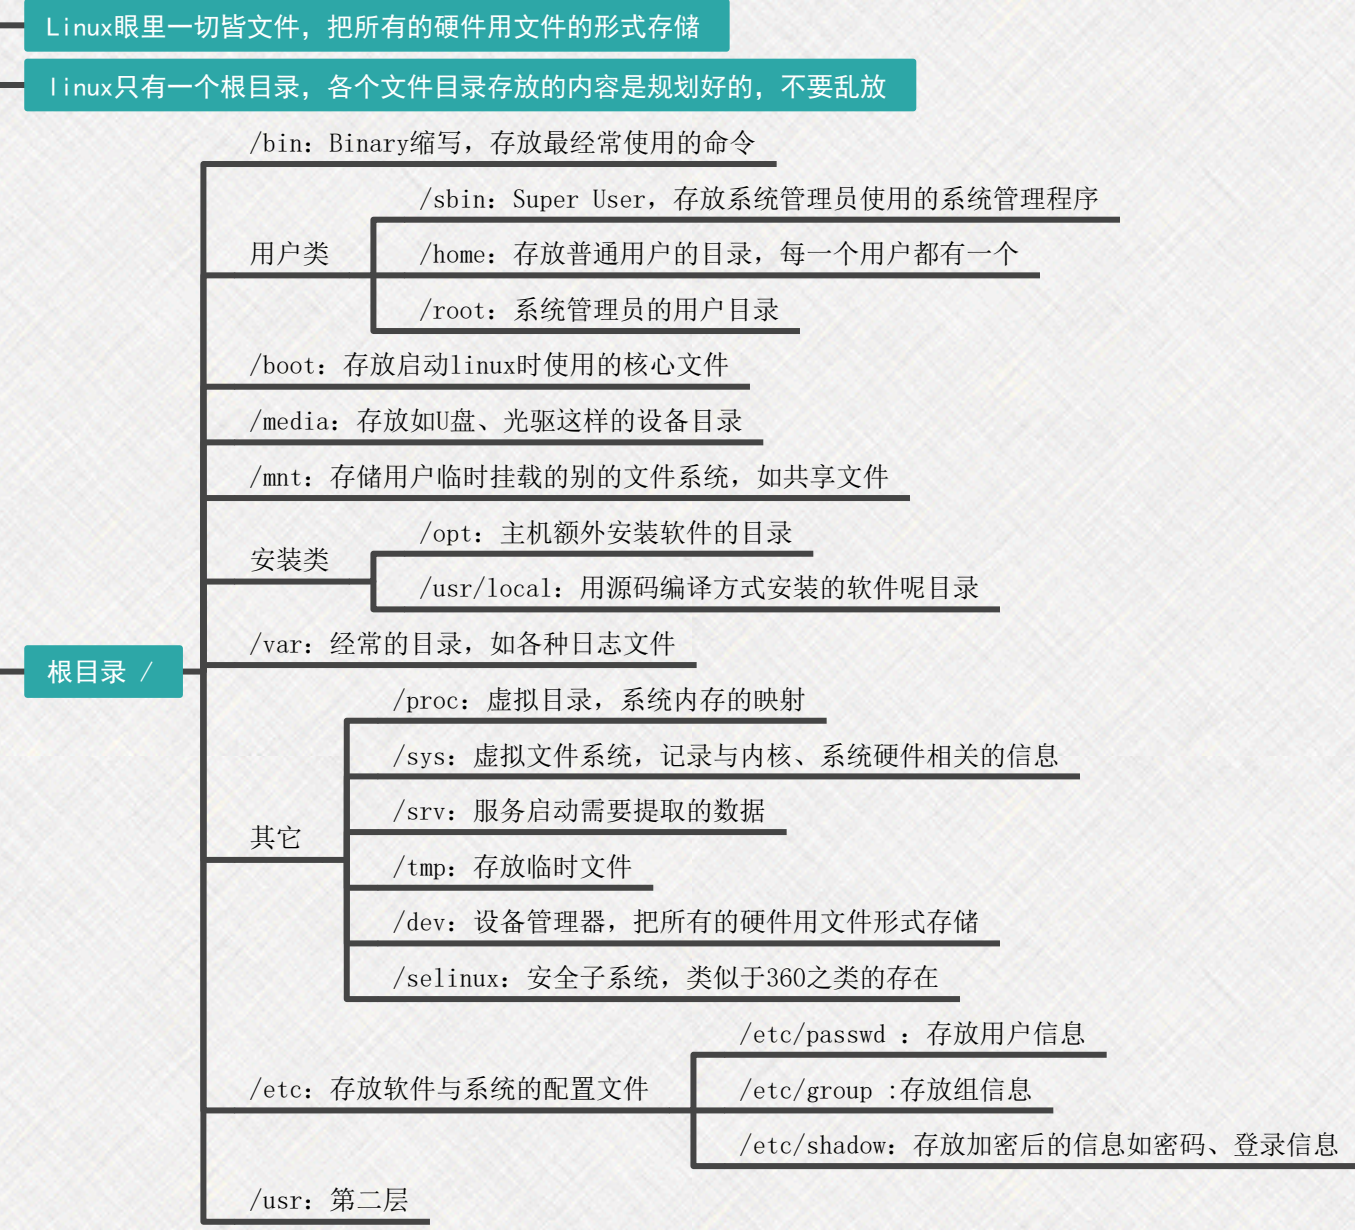 Linux眼里一切皆文件，把所有的硬件用文件的形式存储
linux只有一个根目录，各个文件目录存放的内容是规划好的，不要乱放
根目录 /
/bin：Binary缩写，存放最经常使用的命令
用户类
/sbin：Super User，存放系统管理员使用的系统管理程序
/home：存放普通用户的目录，每一个用户都有一个
/root：系统管理员的用户目录
/boot：存放启动linux时使用的核心文件
/media：存放如U盘、光驱这样的设备目录
/mnt：存储用户临时挂载的别的文件系统，如共享文件
安装类
/opt：主机额外安装软件的目录
/usr/local：用源码编译方式安装的软件呢目录
/var：经常的目录，如各种日志文件
其它
/proc：虚拟目录，系统内存的映射
/sys：虚拟文件系统，记录与内核、系统硬件相关的信息
/srv：服务启动需要提取的数据
/tmp：存放临时文件
/dev：设备管理器，把所有的硬件用文件形式存储
/selinux：安全子系统，类似于360之类的存在
/etc：存放软件与系统的配置文件
/etc/passwd ：存放用户信息
/etc/group :存放组信息
/etc/shadow：存放加密后的信息如密码、登录信息
/usr：第二层